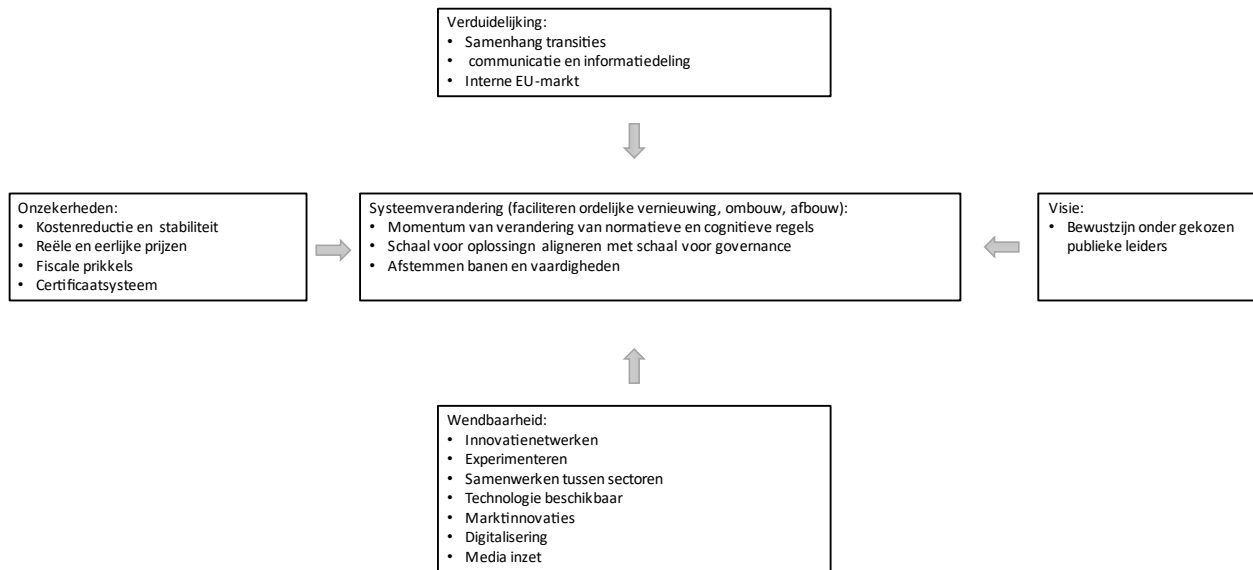 Verduidelijking:
• Samenhang transities
• communicatie en informatiedeling
• Interne EU-markt
Onzekerheden:
• Kostenreductie en stabiliteit
• Reële en eerlijke prijzen
• Fiscale prikkels
• Certificaatsysteem
Systeemverandering (faciliteren ordelijke vernieuwing, ombouw, afbouw):
• Momentum van verandering van normatieve en cognitieve regels
• Schaal voor oplossingn aligneren met schaal voor governance
• Afstemmen banen en vaardigheden
Visie:
• Bewustzijn onder gekozen
publieke leiders
Wendbaarheid:
• Innovatienetwerken
• Experimenteren
• Samenwerken tussen sectoren
• Technologie beschikbaar
• Marktinnovaties
• Digitalisering
• Media inzet